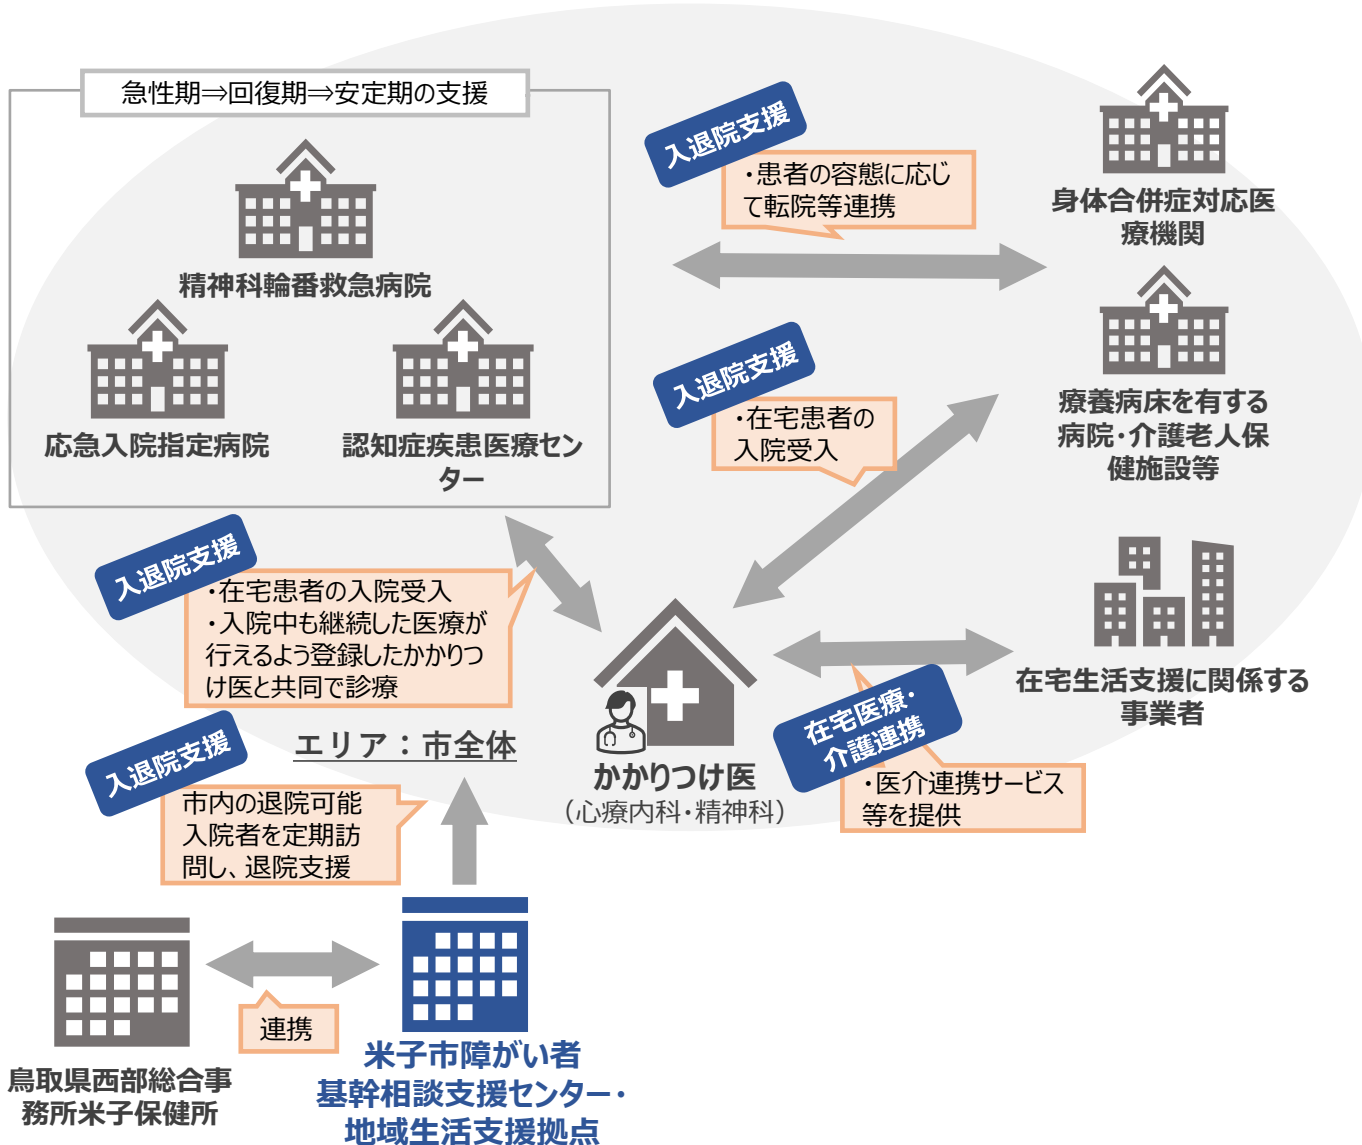 急性期⇒回復期⇒安定期の支援
精神科輪番救急病院
応急入院指定病院
認知症疾患医療セン
ター
入退院支援
・患者の容態に応じ
て転院等連携
身体合併症対応医
療機関
入退院支援
・在宅患者の
入院受入
療養病床を有する
病院・介護老人保
健施設等
入退院支援
・在宅患者の入院受入
・入院中も継続した医療が
行えるよう登録したかかりつ
け医と共同で診療
在宅生活支援に関係する
事業者
在宅医療・
介護連携
・医介連携サービス
等を提供
かかりつけ医
（心療内科・精神科）
エリア：市全体
入退院支援
市内の退院可能
入院者を定期訪
問し、退院支援
連携
鳥取県西部総合事
務所米子保健所
米子市障がい者
基幹相談支援センター・
地域生活支援拠点